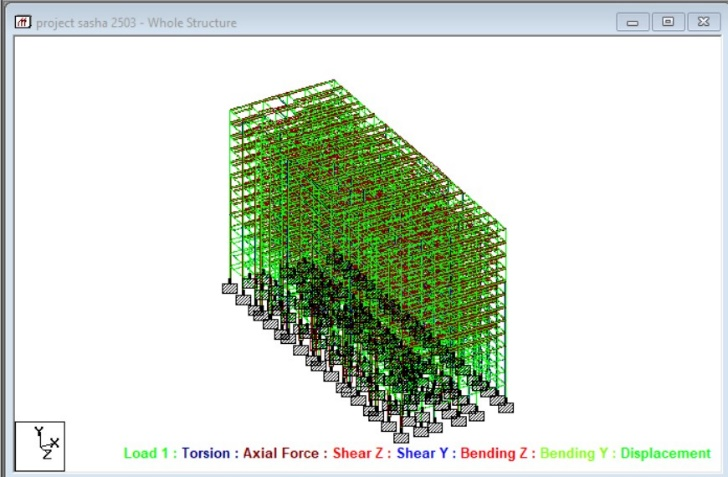 project sasha 2503 - Whole Structure
Y
X
Z
Load 1 : Torsion : Axial Force : Shear Z : Shear Y : Bending Z : Bending Y : Displacement